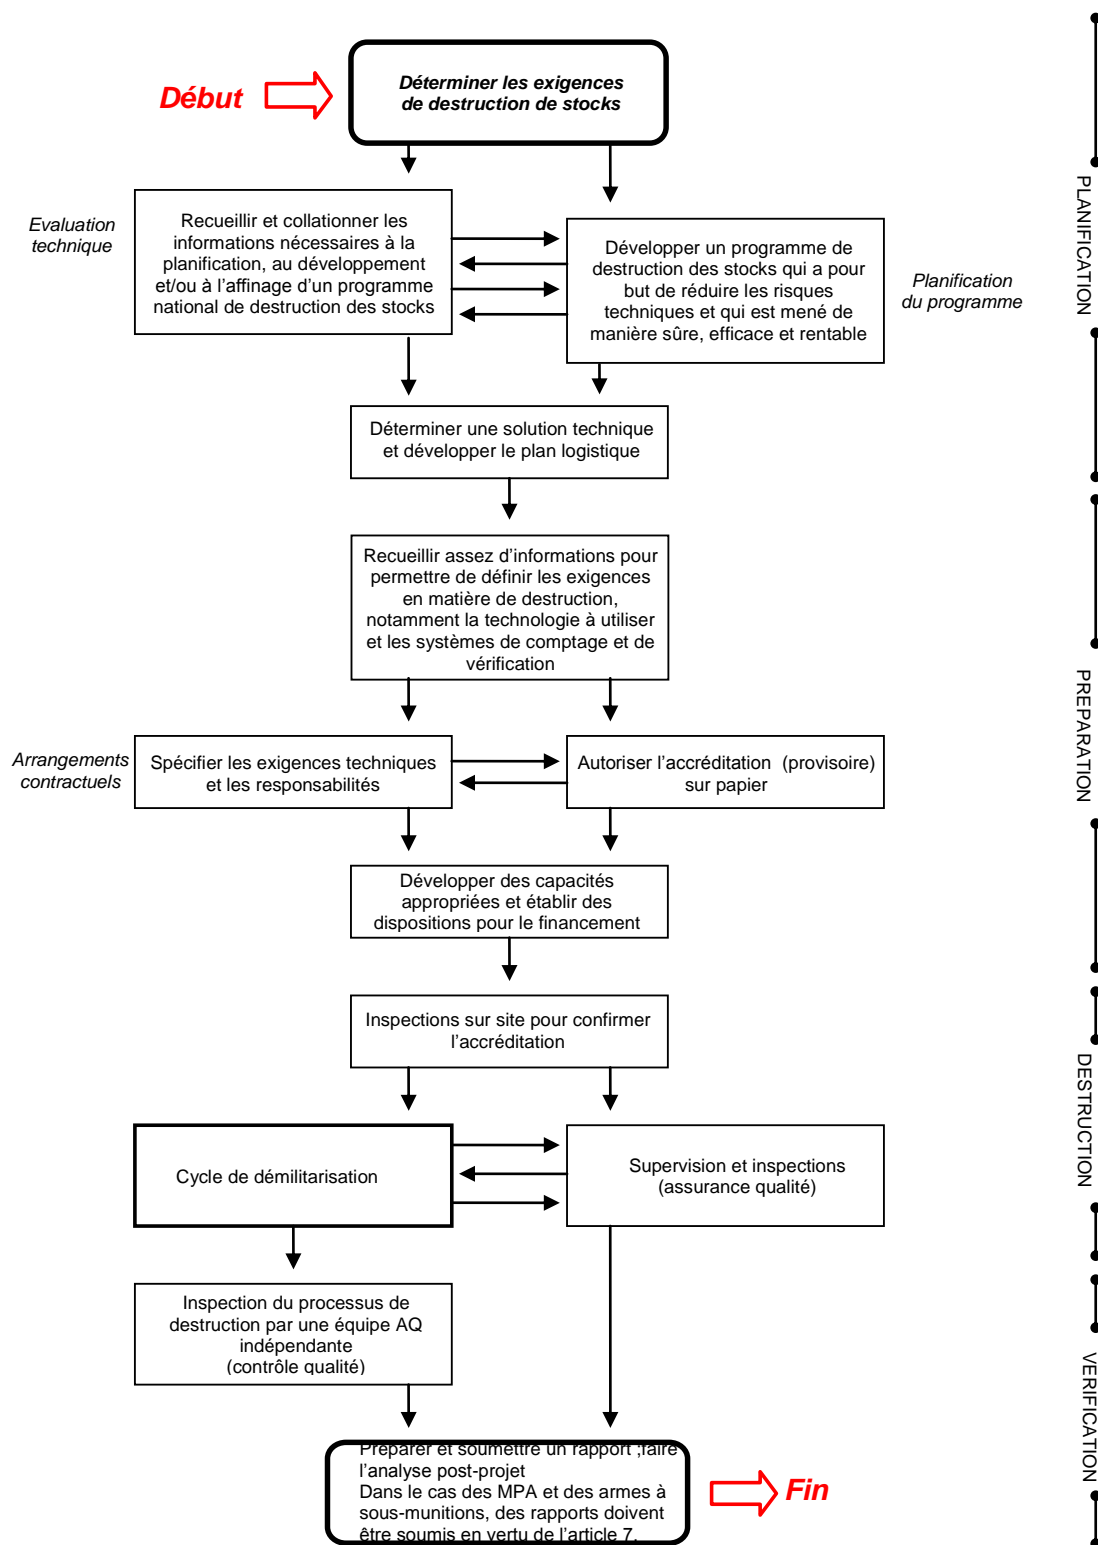 Début
Déterminer les exigences
de destruction de stocks
Evaluation
technique
Recueillir et collationner les
informations nécessaires à la
planification, au développement
et/ou à l’affinage d’un programme
national de destruction des stocks
Développer un programme de
destruction des stocks qui a pour
but de réduire les risques
techniques et qui est mené de
manière sûre, efficace et rentable
Planification
du programme
PLANIFICATION
Déterminer une solution technique
et développer le plan logistique
Recueillir assez d’informations pour
permettre de définir les exigences
en matière de destruction,
notamment la technologie à utiliser
et les systèmes de comptage et de
vérification
PREPARATION
Arrangements
contractuels
Spécifier les exigences techniques
et les responsabilités
Autoriser l’accréditation (provisoire)
sur papier
Développer des capacités
appropriées et établir des
dispositions pour le financement
Inspections sur site pour confirmer
l’accréditation
DESTRUCTION
Cycle de démilitarisation
Supervision et inspections
(assurance qualité)
Inspection du processus de
destruction par une équipe AQ
indépendante
(contrôle qualité)
VERIFICATION
Préparer et soumettre un rapport ;faire
l’analyse post-projet
Dans le cas des MPA et des armes à
sous-munitions, des rapports doivent
être soumis en vertu de l’article 7.
Fin